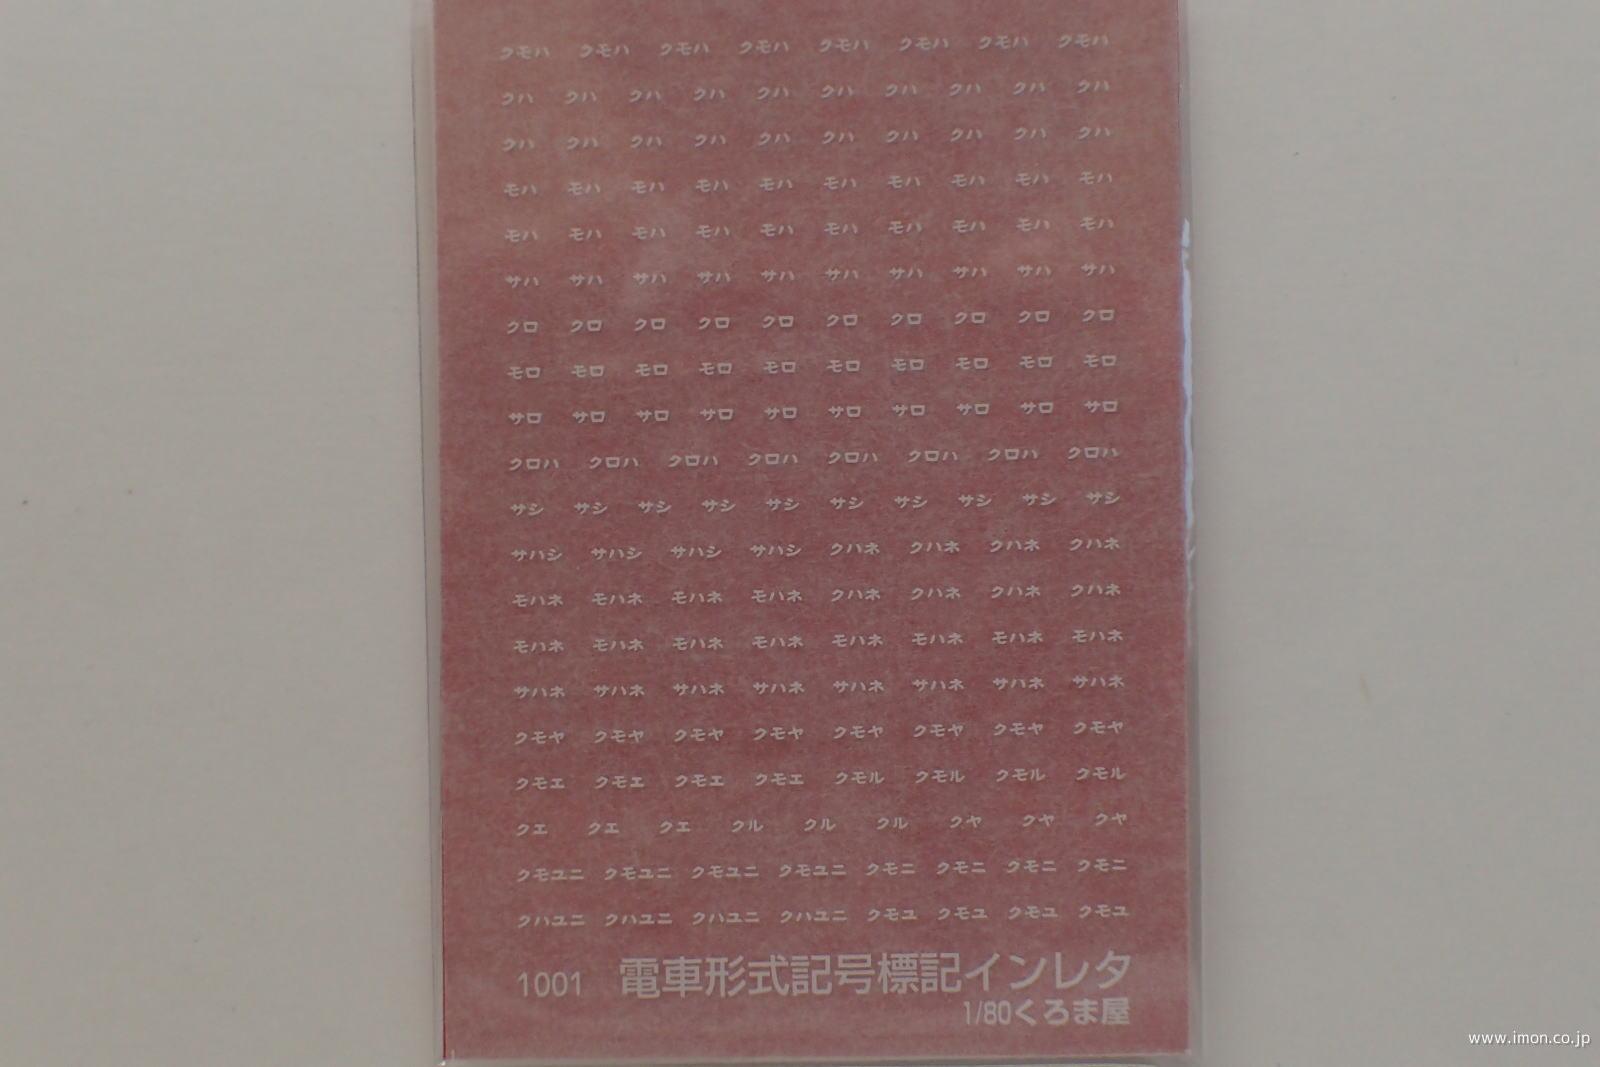 クモハ クモハ クモハ クモハ クモハ クモハ クモハ クモハ
クハ クハ クハ クハ クハ クハ クハ クハ クハ クハ
クハ クハ クハ クハ クハ クハ クハ クハ クハ クハ
モハ モハ モハ モハ モハ モハ モハ モハ モハ モハ
モハ モハ モハ モハ モハ モハ モハ モハ モハ モハ
サハ サハ サハ サハ サハ サハ サハ サハ サハ サハ
クロ クロ クロ クロ クロ クロ クロ クロ クロ クロ
モロ モロ モロ モロ モロ モロ モロ モロ モロ モロ
サロ サロ サロ サロ サロ サロ サロ サロ サロ サロ
クロハ クロハ クロハ クロハ クロハ クロハ クロハ クロハ
サシ サシ サシ サシ サシ サシ サシ サシ サシ サシ
サハシ サハシ サハシ サハシ クハネ クハネ クハネ クハネ
モハネ モハネ モハネ モハネ クハネ クハネ クハネ クハネ
モハネ モハネ モハネ モハネ モハネ モハネ モハネ モハネ
サハネ サハネ サハネ サハネ サハネ サハネ サハネ サハネ
クモヤ クモヤ クモヤ クモヤ クモヤ クモヤ クモヤ クモヤ
クモエ クモエ クモエ クモエ クモル クモル クモル クモル
クエ クエ クエ クル クル クル クヤ クヤ クヤ
クモユニ クモユニ クモユニ クモユニ クモニ クモニ クモニ クモニ
クハユニ クハユニ クハユニ クハユニ クモユ クモユ クモユ クモユ
1001 電車形式記号標記インレタ
1/80くろま屋
www.imon.co.jp